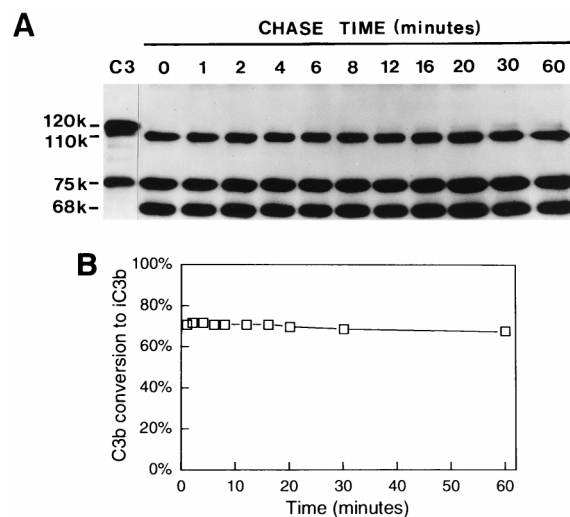 A
CHASE TIME (minutes)
C3 0 1 2 4 6 8 12 16 20 30 60
120k
110k
75k
68k
B
100%
80%
60%
40%
20%
0%
C3b conversion to iC3b
0 10 20 30 40 50 60
Time (minutes)